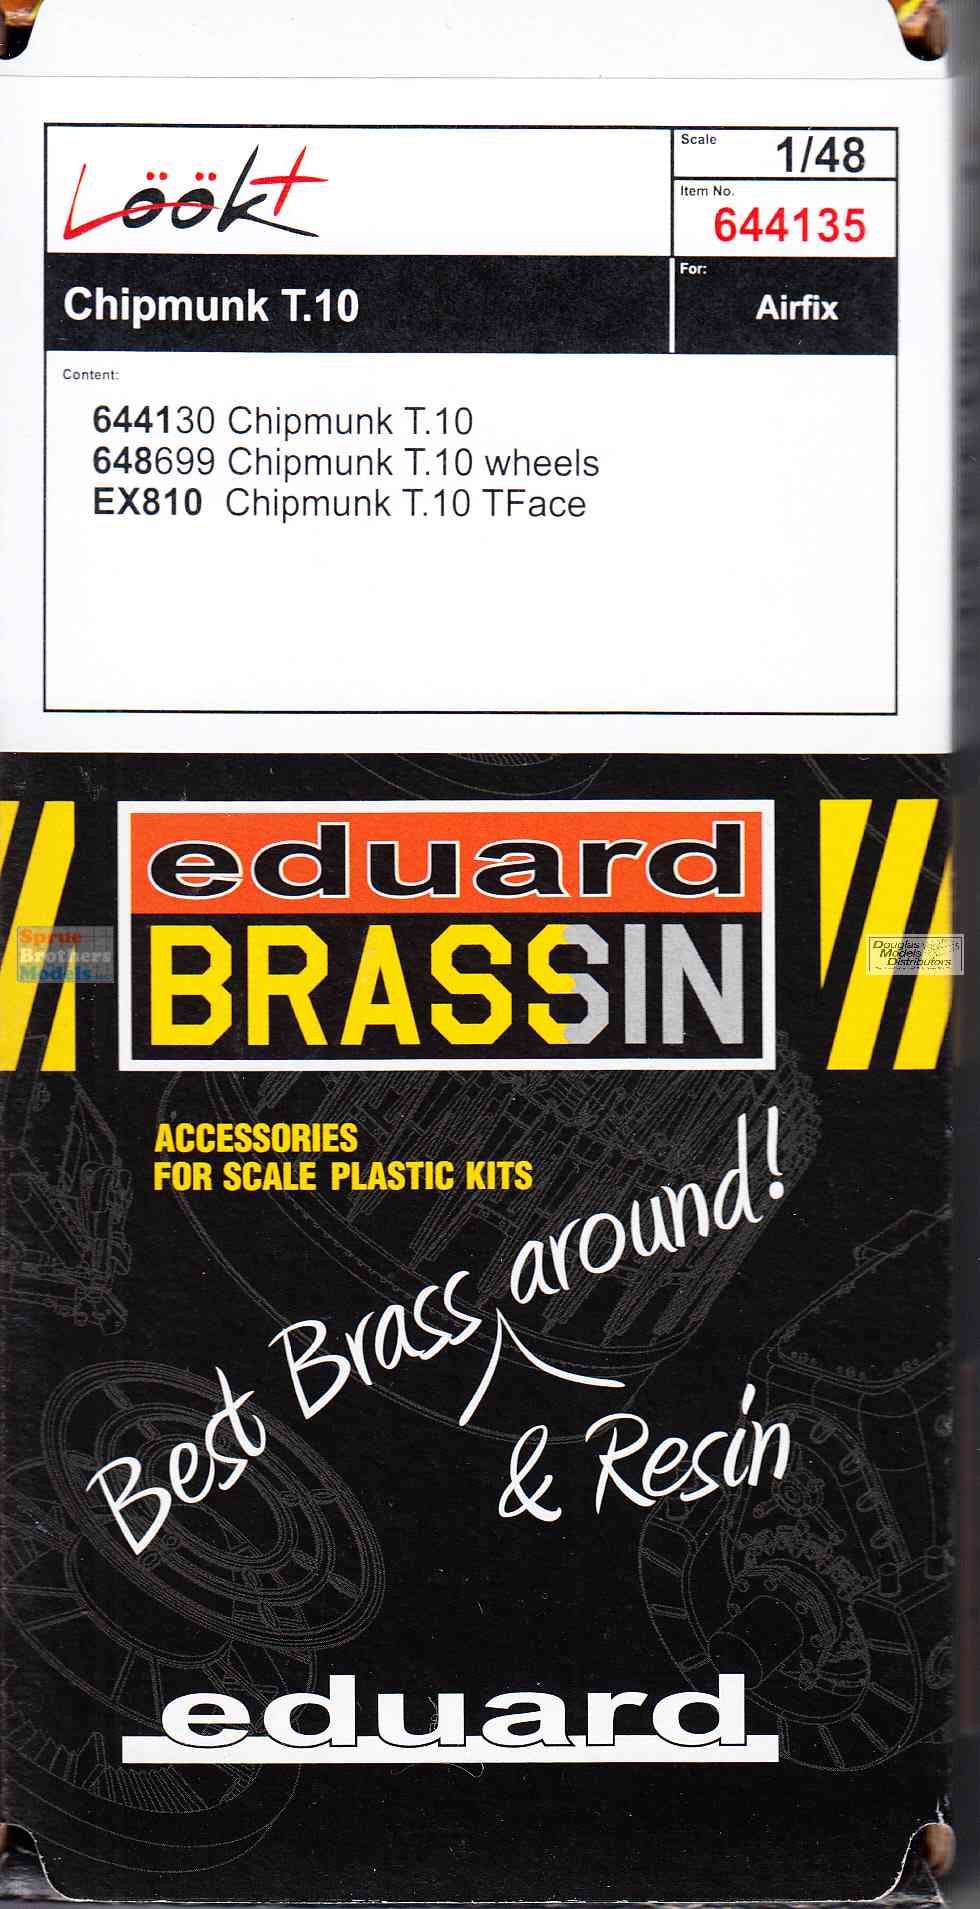 Löök+
Scale
1/48
Item No.
644135
Chipmunk T.10
For:
Airfix
Content:
644130 Chipmunk T.10
648699 Chipmunk T.10 wheels
EX810 Chipmunk T.10 TFace
eduard
BRASSIN
Sprue
Brothers
Models
Douglas
Models
Distributors
ACCESSORIES
FOR SCALE PLASTIC KITS
Best Brass around!
& Resin
eduard